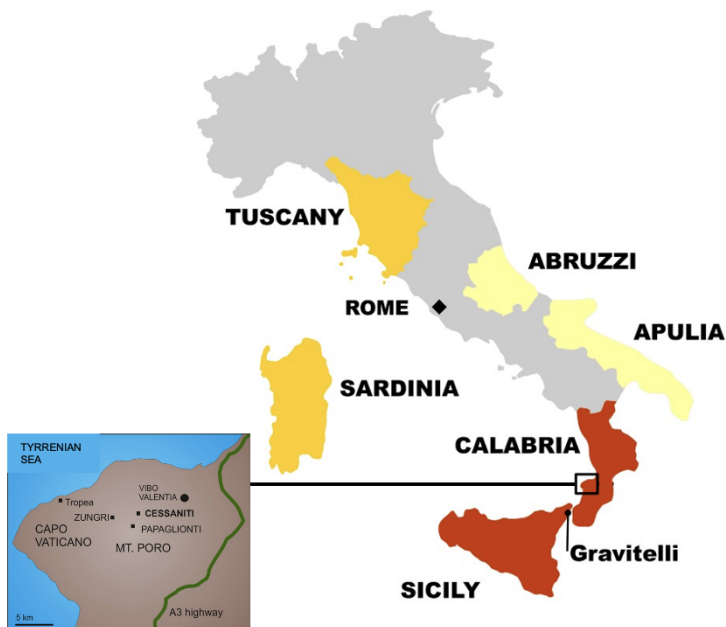 TUSCANY
ABRUZZI
ROME
APULIA
SARDINIA
CALABRIA
Gravitelli
SICILY
TYRRENIAN
SEA
VIBO
VALENTIA
Tropea
CESSANITI
ZUNGRI
PAPAGLIONTI
CAPO
VATICANO
MT. PORO
A3 highway
5 km